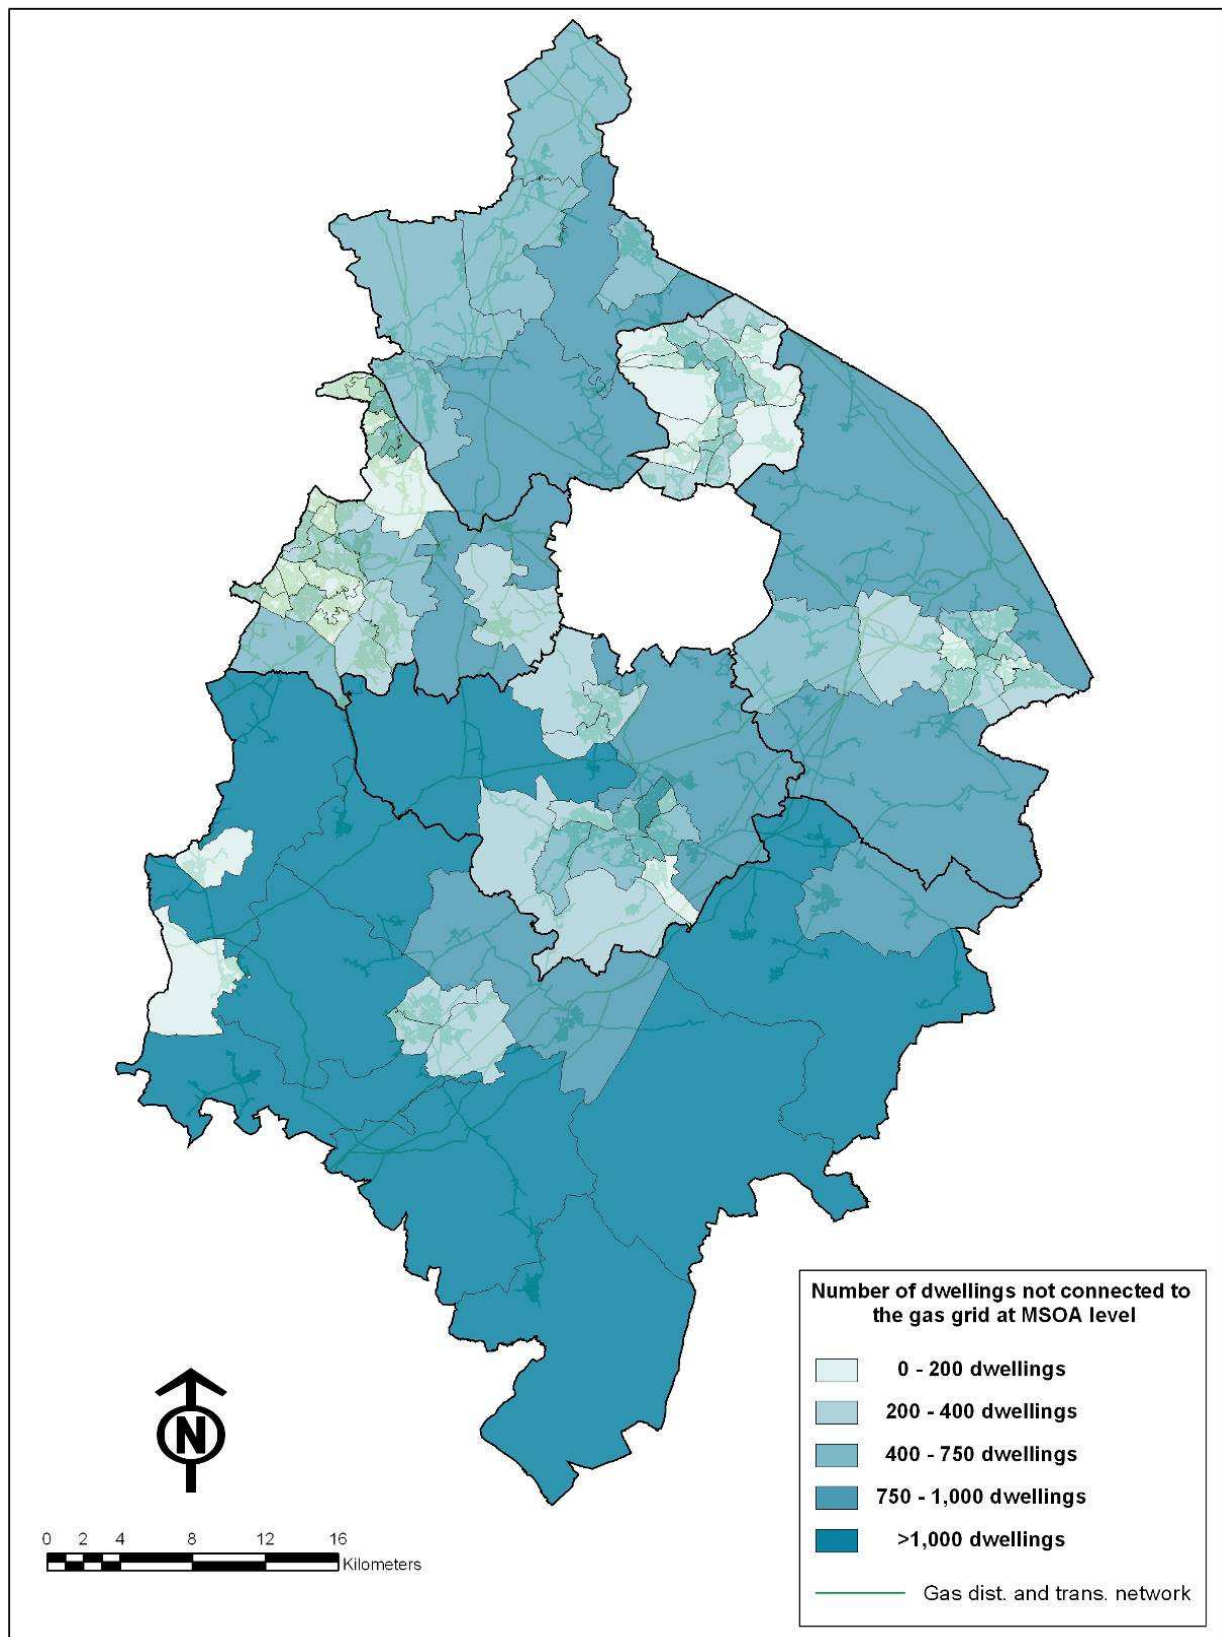 Number of dwellings not connected to
the gas grid at MSOA level
0 - 200 dwellings
200 - 400 dwellings
400 - 750 dwellings
750 - 1,000 dwellings
>1,000 dwellings
Gas dist. and trans. network
N
0 2 4 8 12 16
Kilometers